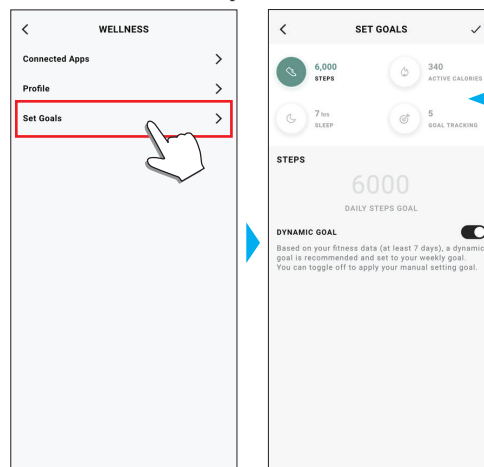 WELLNESS
Connected Apps
Profile
Set Goals
SET GOALS
6,000
STEPS
340
ACTIVE CALORIES
7 hrs
SLEEP
5
GOAL TRACKING
STEPS
6000
DAILY STEPS GOAL
DYNAMIC GOAL
Based on your fitness data (at least 7 days), a dynamic
goal is recommended and set to your weekly goal.
You can toggle off to apply your manual setting goal.